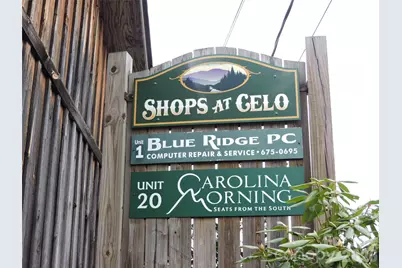 SHOPS AT CELO
UNIT 1 BLUE RIDGE PC
COMPUTER REPAIR & SERVICE • 675-0695
UNIT 20
CAROLINA
MORNING
SEATS FROM THE SOUTH